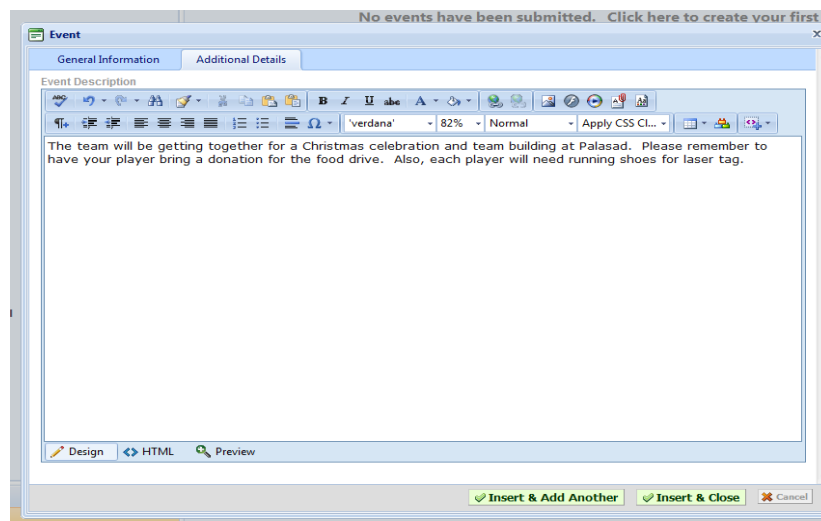 No events have been submitted.  Click here to create your first
Event
General Information
Additional Details
Event Description
B I U abc A
'verdana' 82% Normal Apply CSS Cl...
The team will be getting together for a Christmas celebration and team building at Palasad.  Please remember to
have your player bring a donation for the food drive.  Also, each player will need running shoes for laser tag.
Design <> HTML Preview
Insert & Add Another Insert & Close Cancel